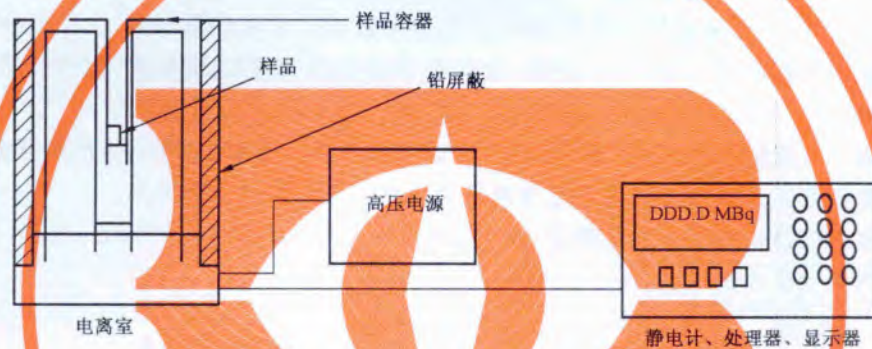 样品容器
样品
铅屏蔽
高压电源
DDD.D MBq
电离室
静电计、处理器、显示器